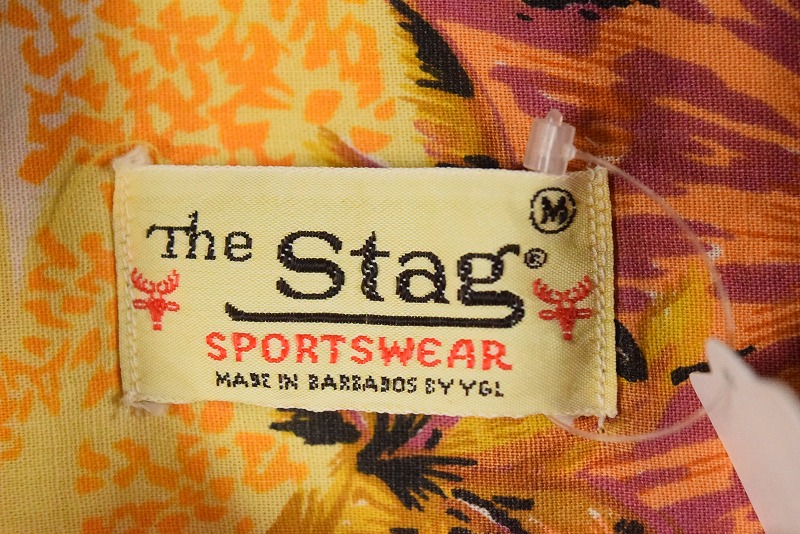 M
The Stag®
SPORTSWEAR
MADE IN BARBADOS BY YGL